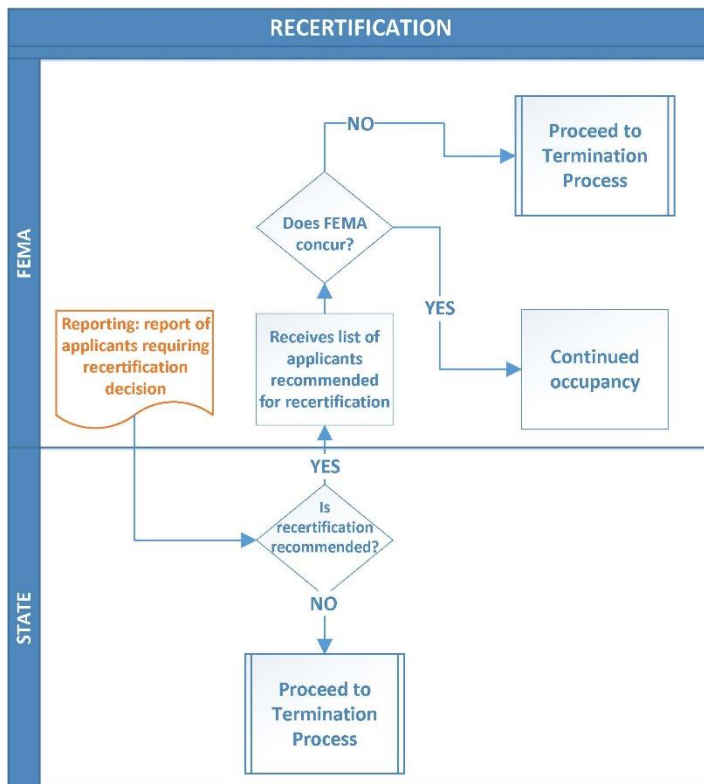 RECERTIFICATION
FEMA
NO
Proceed to
Termination
Process
Does FEMA
concur?
YES
Reporting: report of
applicants requiring
recertification
decision
Receives list of
applicants
recommended
for recertification
Continued
occupancy
STATE
YES
Is
recertification
recommended?
NO
Proceed to
Termination
Process